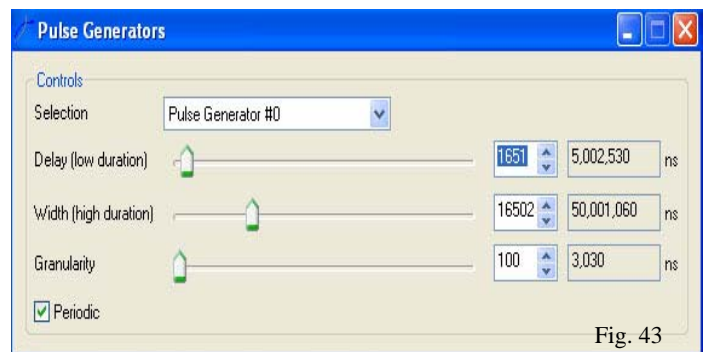 Pulse Generators
Controls
Selection Pulse Generator #0
Delay (low duration) 1651 5,002,530 ns
Width (high duration) 16502 50,001,060 ns
Granularity 100 3,030 ns
Periodic
Fig. 43